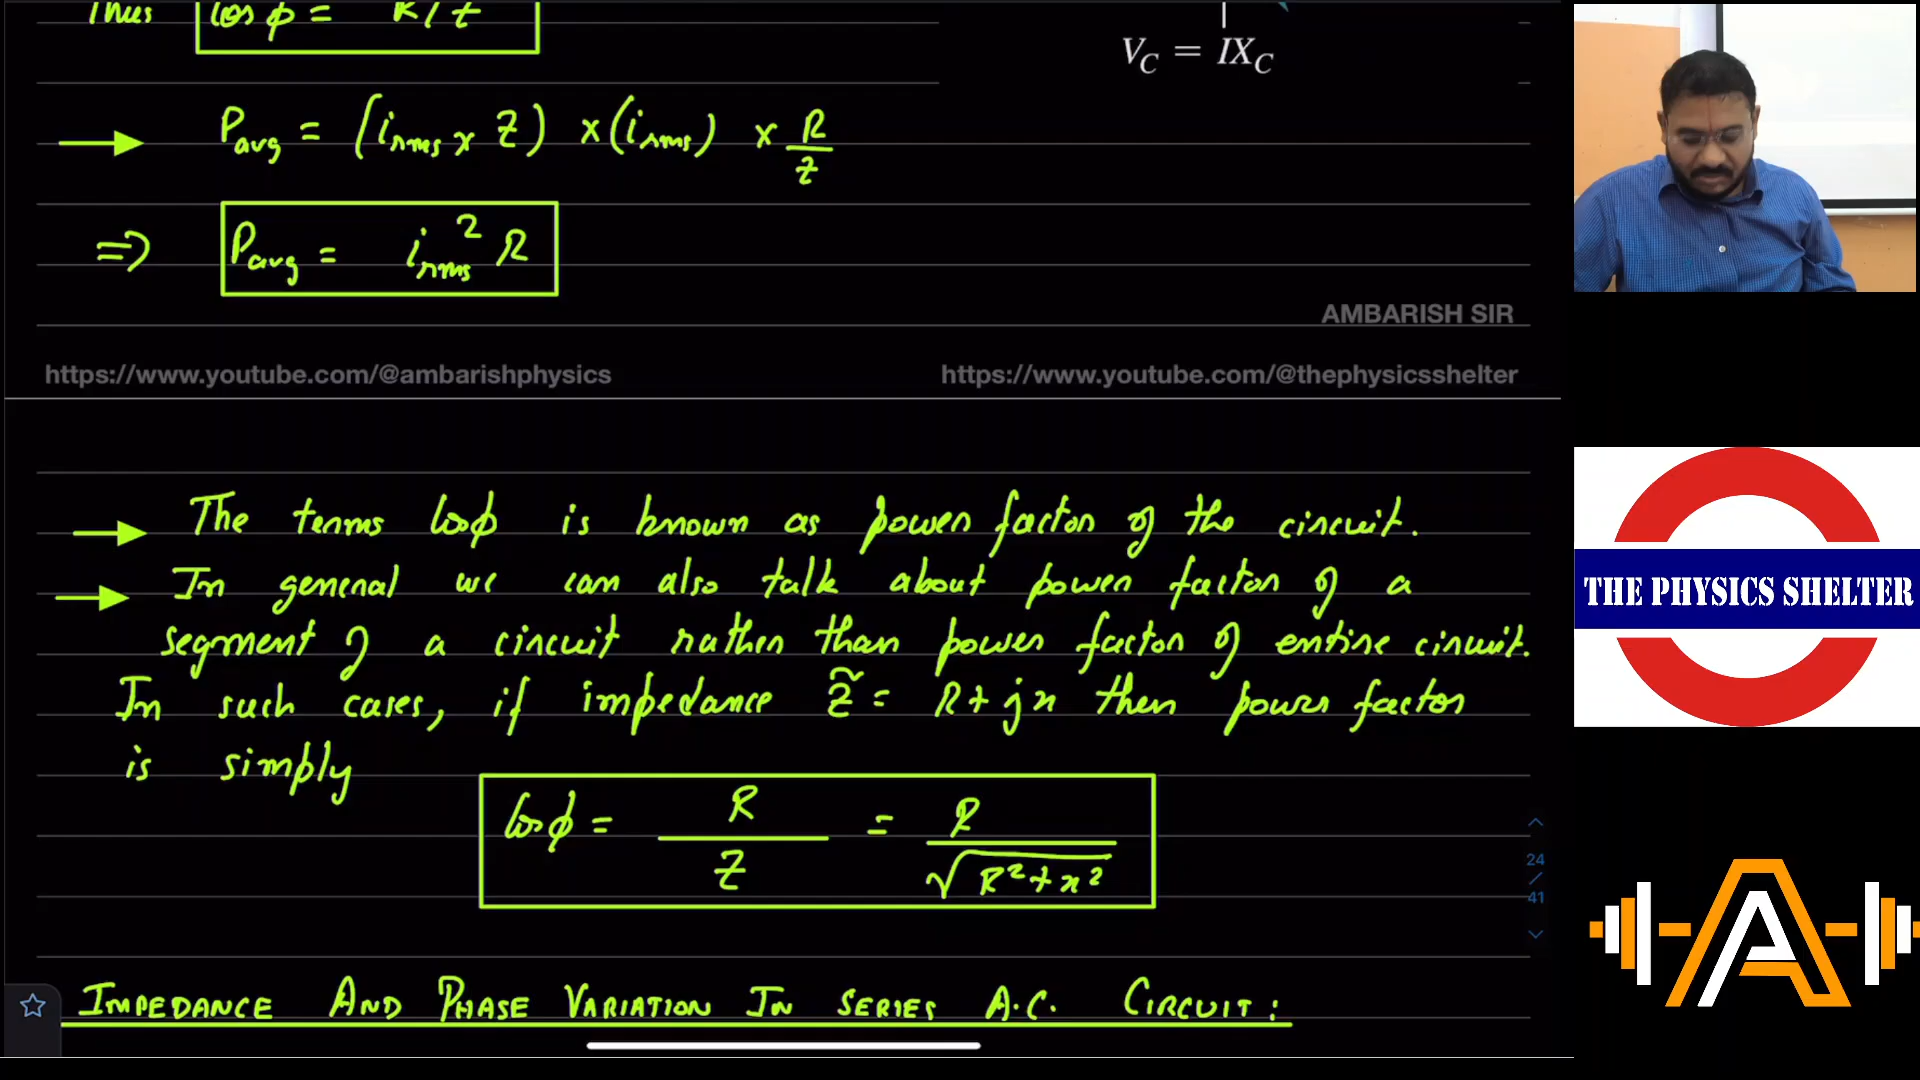 Thus cos φ = R/Z
V_C = IX_C
P_avg = (i_rms × Z) × (i_rms) × R/Z
⇒ P_avg = i_rms² R
AMBARISH SIR
https://www.youtube.com/@ambarishphysics https://www.youtube.com/@thephysicsshelter
The terms cosφ is known as power factor of the circuit.
In general we can also talk about power factor of a
segment of a circuit rather than power factor of entire circuit.
In such cases, if impedance Z̃ = R + jx then power factor
is simply
cosφ = R/Z = R/√(R²+x²)
24
/
41
IMPEDANCE AND PHASE VARIATION IN SERIES A.C. CIRCUIT:
THE PHYSICS SHELTER
A